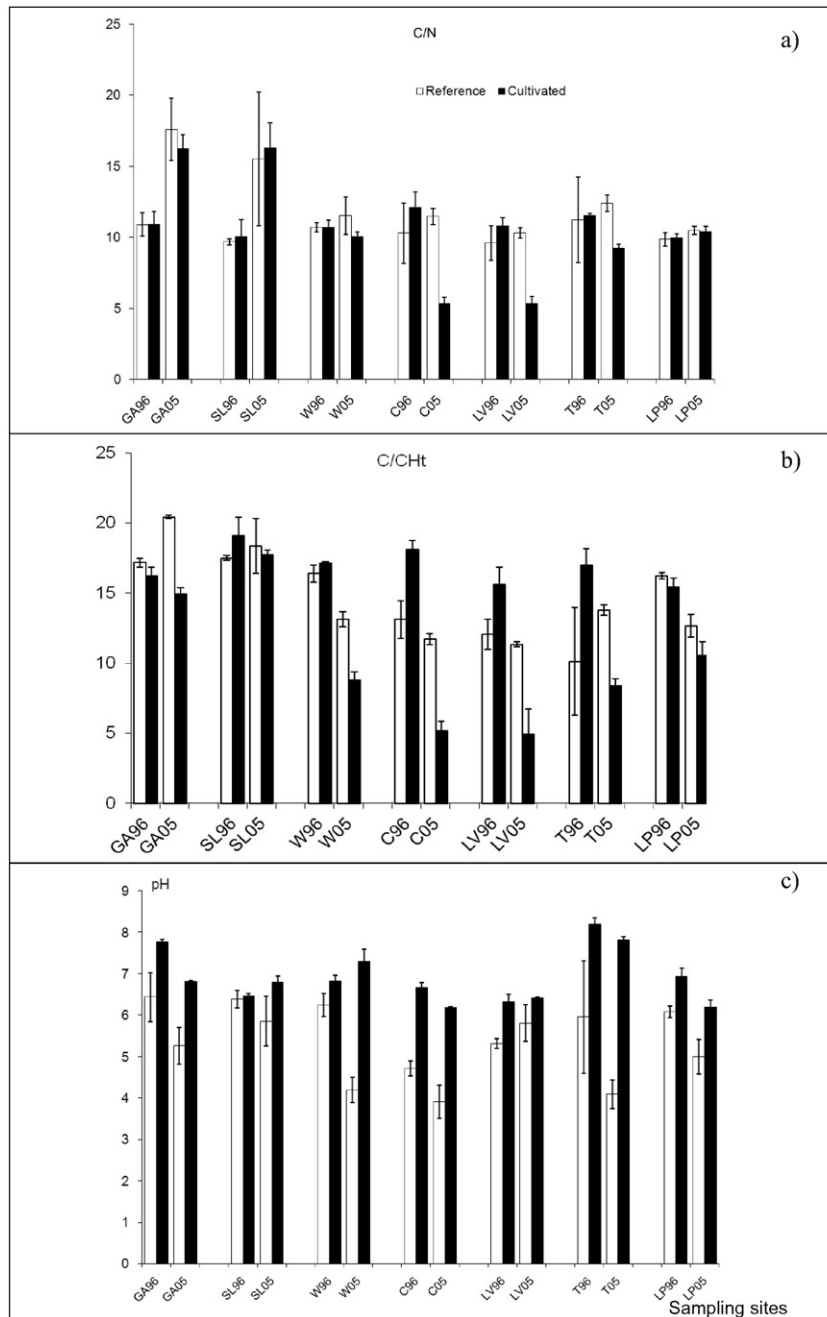 C/N
a)
Reference Cultivated
25
20
15
10
5
0
GA96 GA05 SL96 SL05 W96 W05 C96 C05 LV96 LV05 T96 T05 LP96 LP05
C/CHt
b)
25
20
15
10
5
0
GA96 GA05 SL96 SL05 W96 W05 C96 C05 LV96 LV05 T96 T05 LP96 LP05
pH
c)
9
8
7
6
5
4
3
2
1
0
GA96 GA05 SL96 SL05 W96 W05 C96 C05 LV96 LV05 T96 T05 LP96 LP05
Sampling sites